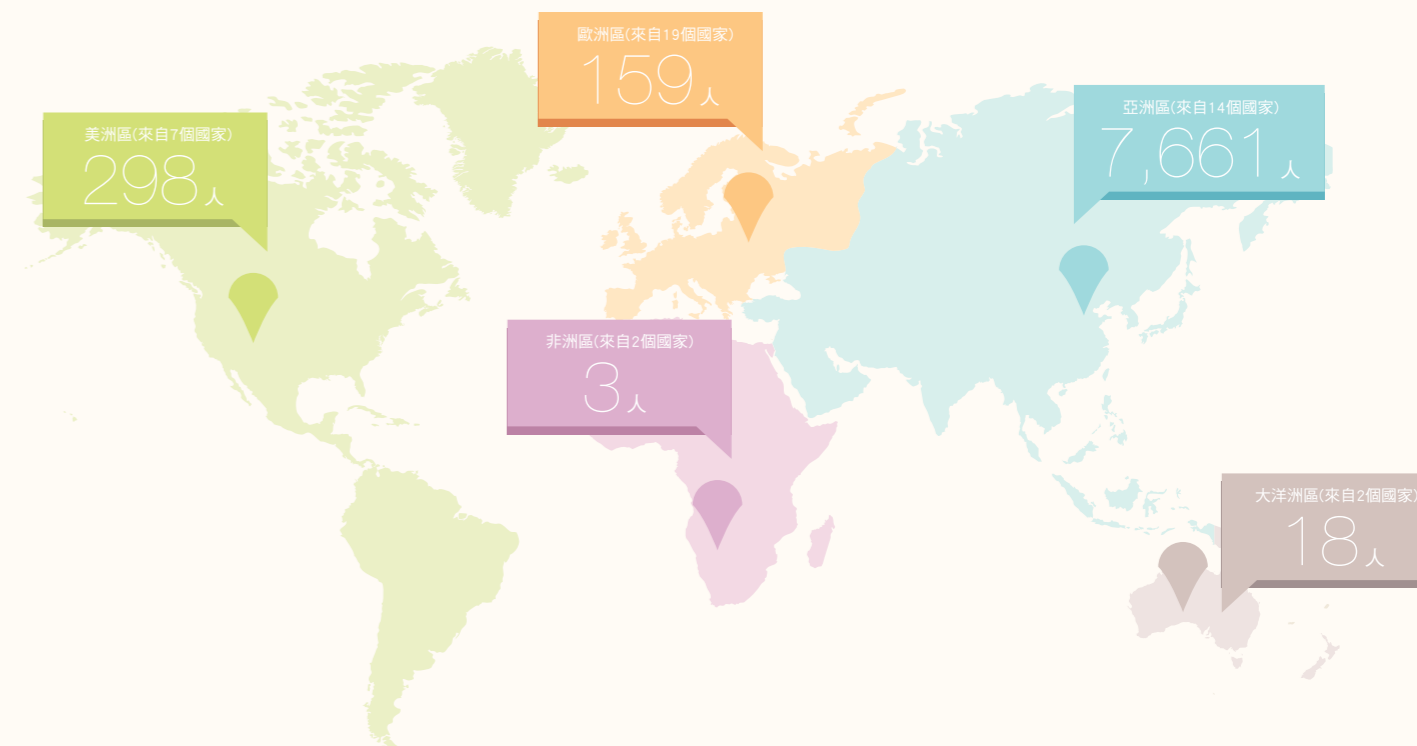 歐洲區(來自19個國家)
159人
美洲區(來自7個國家)
298人
亞洲區(來自14個國家)
7,661人
非洲區(來自2個國家)
3人
大洋洲區(來自2個國家)
18人